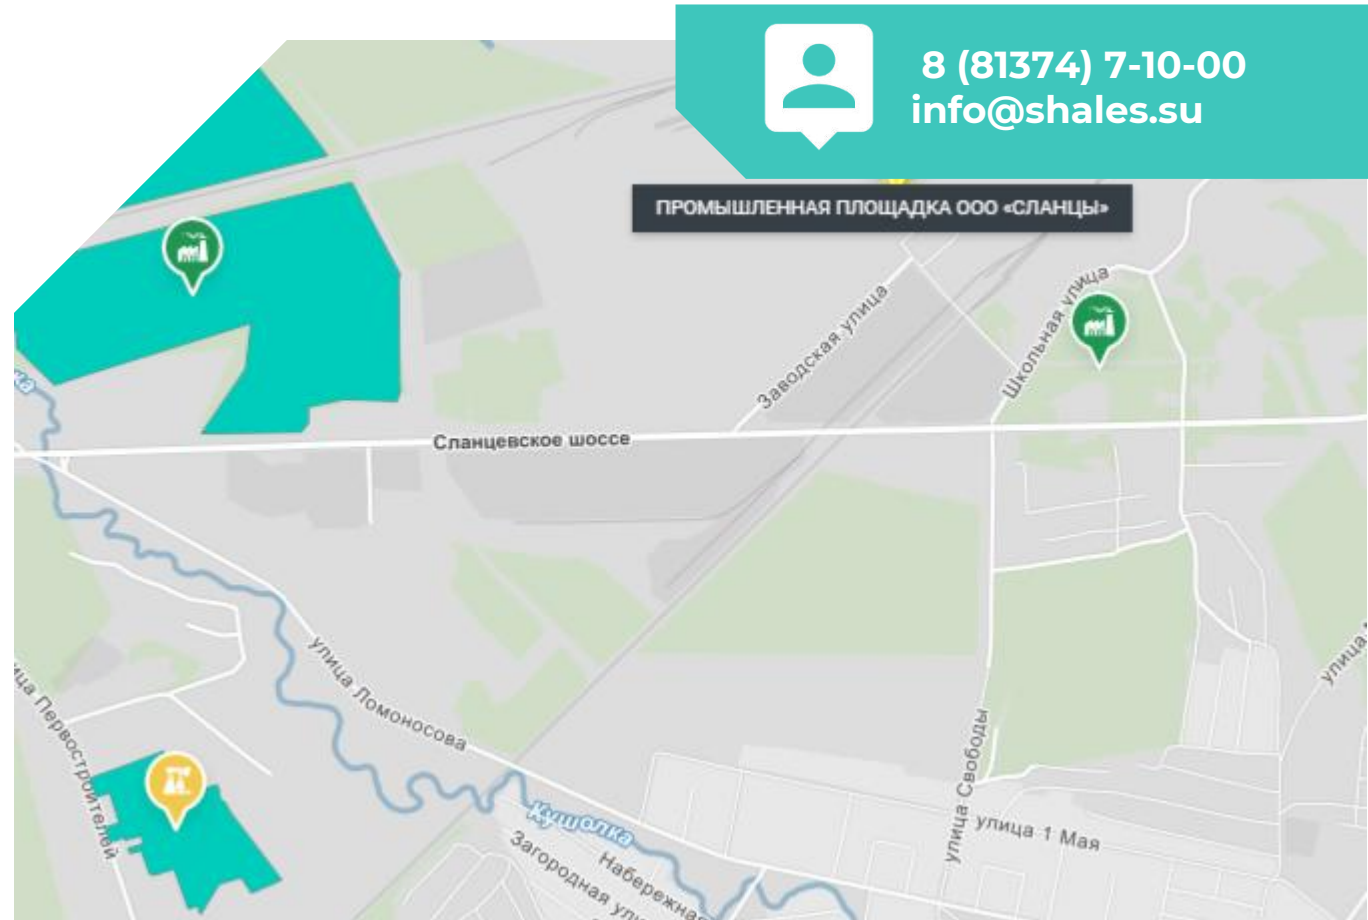 8 (81374) 7-10-00
info@shales.su
ПРОМЫШЛЕННАЯ ПЛОЩАДКА ООО «СЛАНЦЫ»
Школьная улица
Заводская улица
Сланцевское шоссе
улица Ломоносова
улица
Первостроителей
улица Свободы
улица 1 Мая
Кушолка
Загородная
Набережная